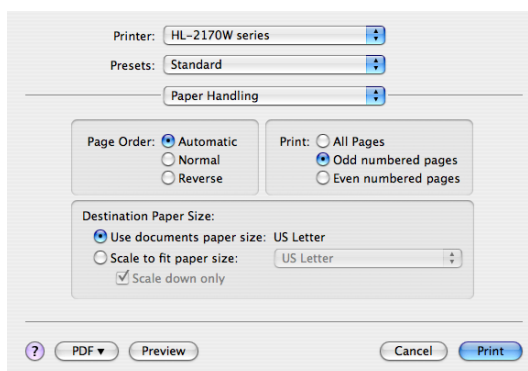 Printer: HL-2170W series
Presets: Standard
Paper Handling
Page Order: Automatic
Normal
Reverse
Print: All Pages
Odd numbered pages
Even numbered pages
Destination Paper Size:
Use documents paper size: US Letter
Scale to fit paper size: US Letter
Scale down only
? PDF▼ Preview Cancel Print